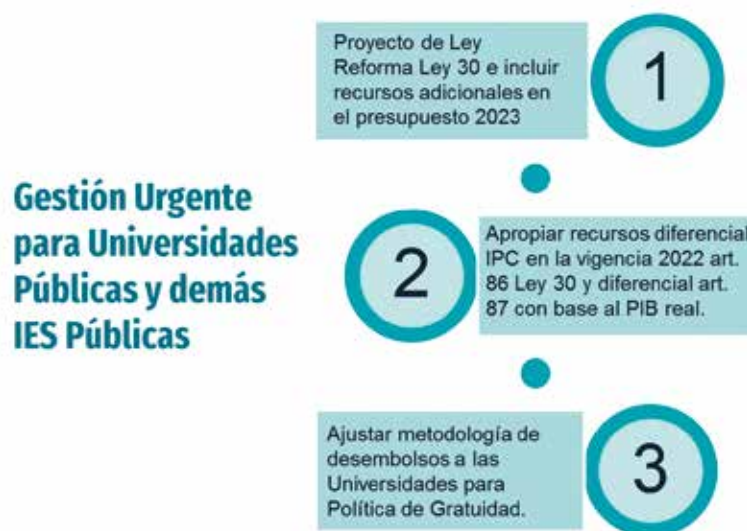 Gestión Urgente
para Universidades
Públicas y demás
IES Públicas
Proyecto de Ley
Reforma Ley 30 e incluir
recursos adicionales en
el presupuesto 2023
1
2
Apropiar recursos diferencial
IPC en la vigencia 2022 art.
86 Ley 30 y diferencial art.
87 con base al PIB real.
Ajustar metodología de
desembolsos a las
Universidades para
Política de Gratuidad.
3